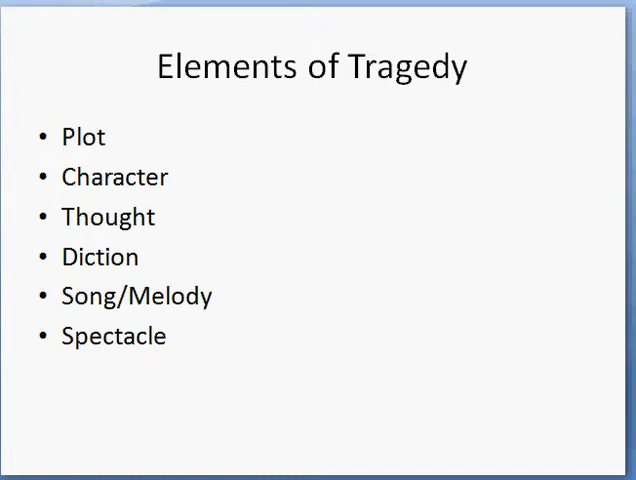 Elements of Tragedy
• Plot
• Character
• Thought
• Diction
• Song/Melody
• Spectacle